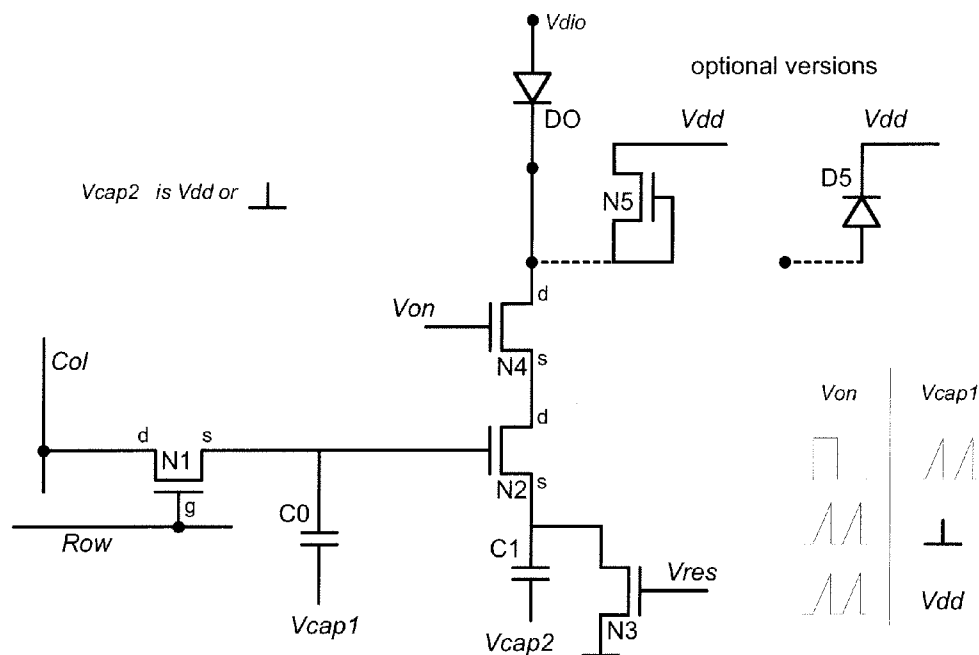 Vdio
optional versions
DO
Vdd
Vdd
Vcap2 is Vdd or
N5
D5
d
Von
s
N4
Col
d
Von
Vcap1
d
s
N1
N2
g
s
C0
Row
C1
Vres
Vcap1
Vcap2
N3
Vdd